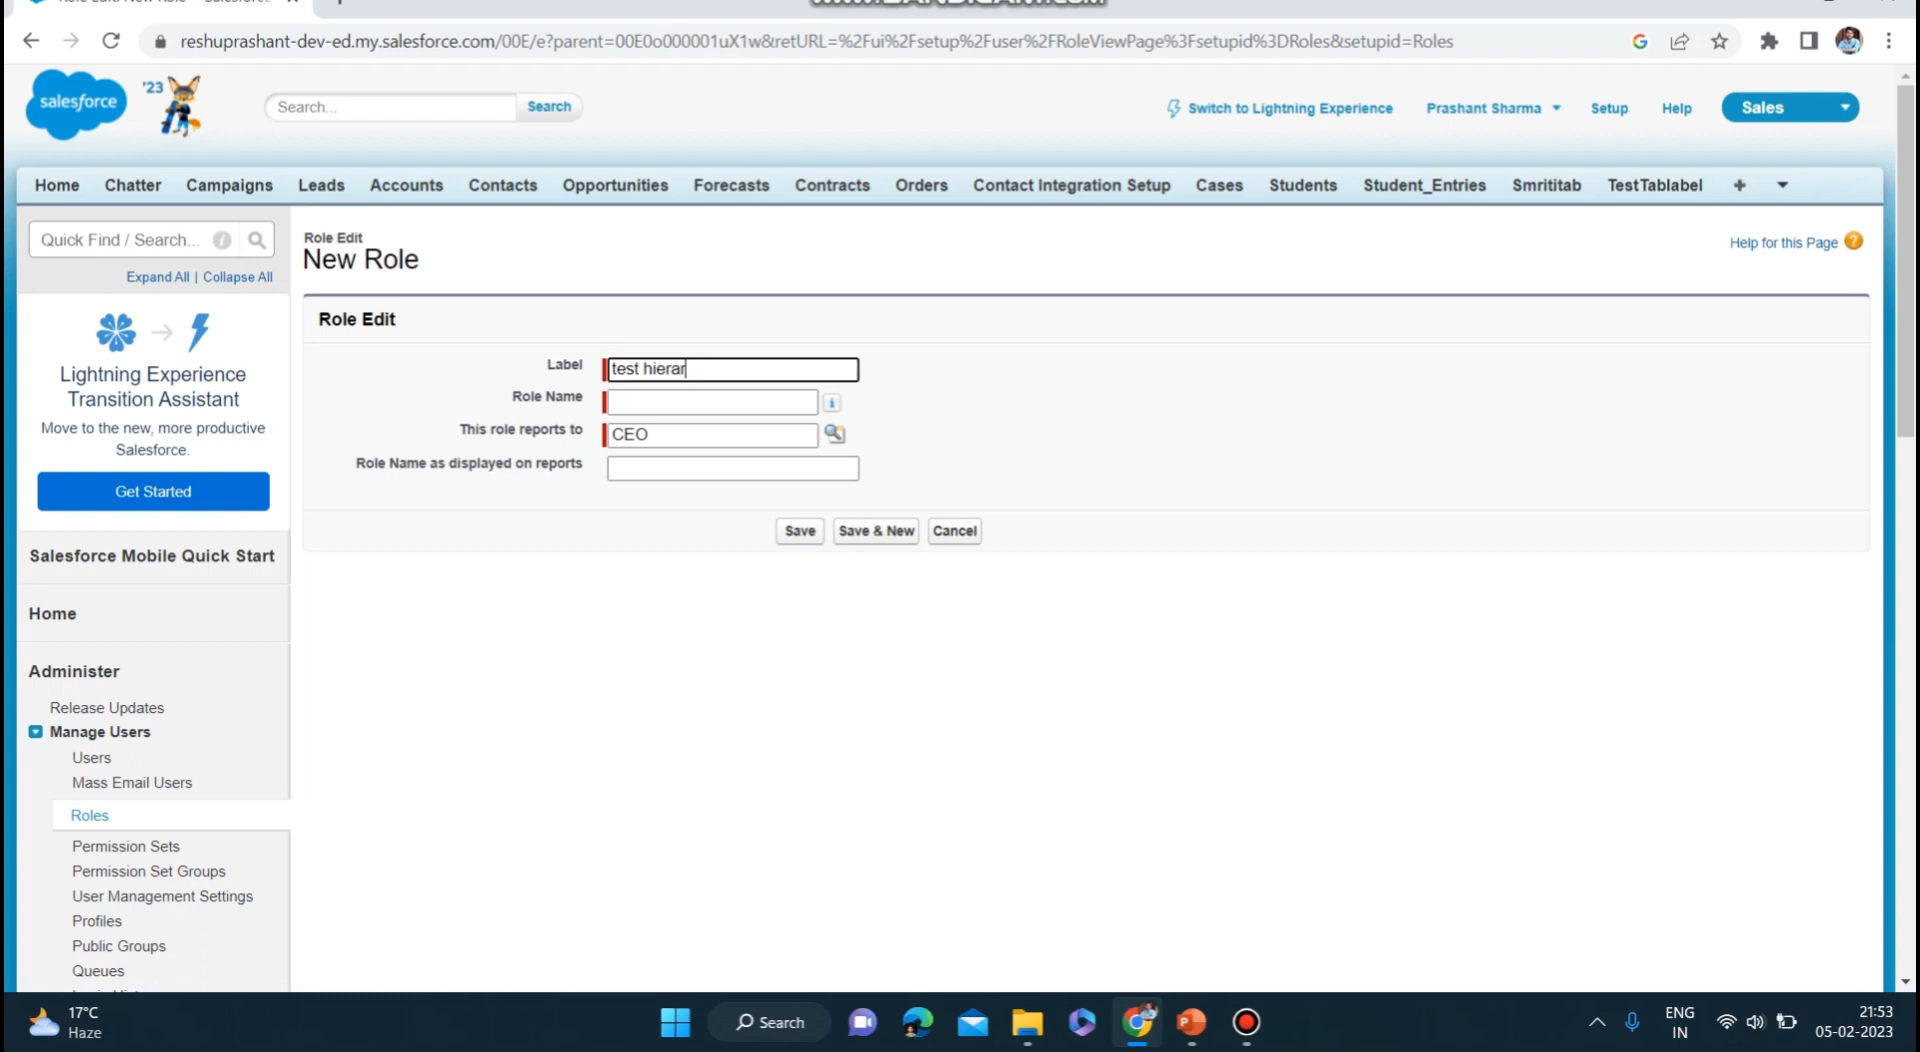 reshuprashant-dev-ed.my.salesforce.com/00E/e?parent=00E0o000001uX1w&retURL=%2Fui%2Fsetup%2Fuser%2FRoleViewPage%3Fsetupid%3DRoles&setupid=Roles
salesforce
'23
Search...
Search
Switch to Lightning Experience
Prashant Sharma
Setup
Help
Sales
Home
Chatter
Campaigns
Leads
Accounts
Contacts
Opportunities
Forecasts
Contracts
Orders
Contact Integration Setup
Cases
Students
Student_Entries
Smrititab
TestTablabel
Quick Find / Search...
Expand All | Collapse All
Lightning Experience
Transition Assistant
Move to the new, more productive
Salesforce.
Get Started
Salesforce Mobile Quick Start
Home
Administer
Release Updates
Manage Users
Users
Mass Email Users
Roles
Permission Sets
Permission Set Groups
User Management Settings
Profiles
Public Groups
Queues
Role Edit
New Role
Help for this Page
Role Edit
Label
test hierar
Role Name
This role reports to
CEO
Role Name as displayed on reports
Save
Save & New
Cancel
17°C
Haze
Search
ENG
IN
21:53
05-02-2023